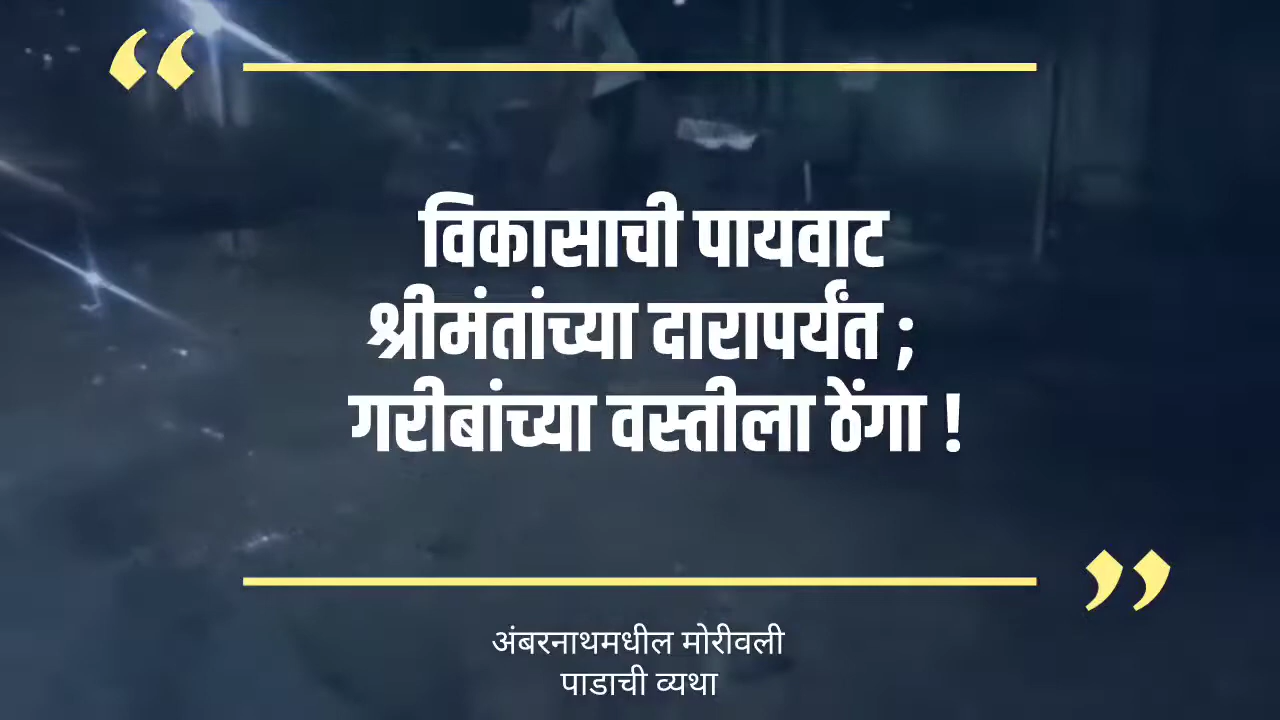 “
विकासाची पायवाट
श्रीमंतांच्या दारापर्यंत ;
गरीबांच्या वस्तीला ठेंगा !
”
अंबरनाथमधील मोरीवली
पाडाची व्यथा